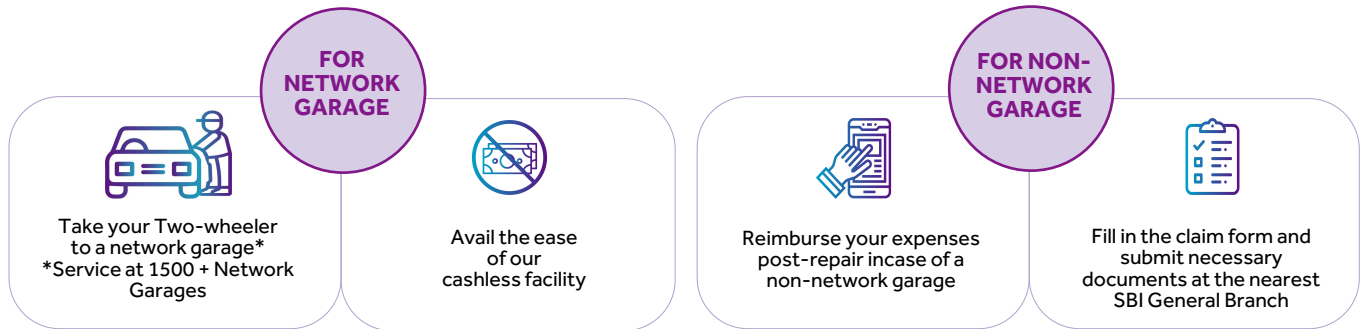 FOR
NETWORK
GARAGE
Take your Two-wheeler
to a network garage*
*Service at 1500 + Network
Garages
Avail the ease
of our
cashless facility
FOR NON-
NETWORK
GARAGE
Reimburse your expenses
post-repair incase of a
non-network garage
Fill in the claim form and
submit necessary
documents at the nearest
SBI General Branch